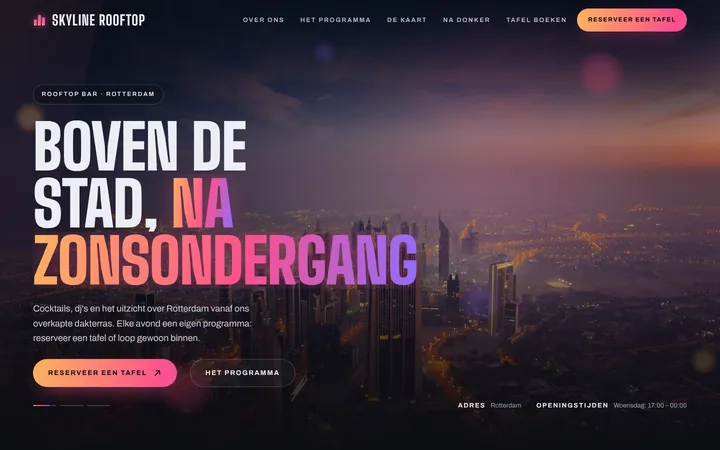 SKYLINE ROOFTOP
OVER ONS
HET PROGRAMMA
DE KAART
NA DONKER
TAFEL BOEKEN
RESERVEER EEN TAFEL
ROOFTOP BAR · ROTTERDAM
BOVEN DE
STAD, NA
ZONSONDERGANG
Cocktails, dj's en het uitzicht over Rotterdam vanaf ons
overkapte dakterras. Elke avond een eigen programma:
reserveer een tafel of loop gewoon binnen.
RESERVEER EEN TAFEL
HET PROGRAMMA
ADRES Rotterdam
OPENINGSTIJDEN Woensdag: 17:00 – 00:00